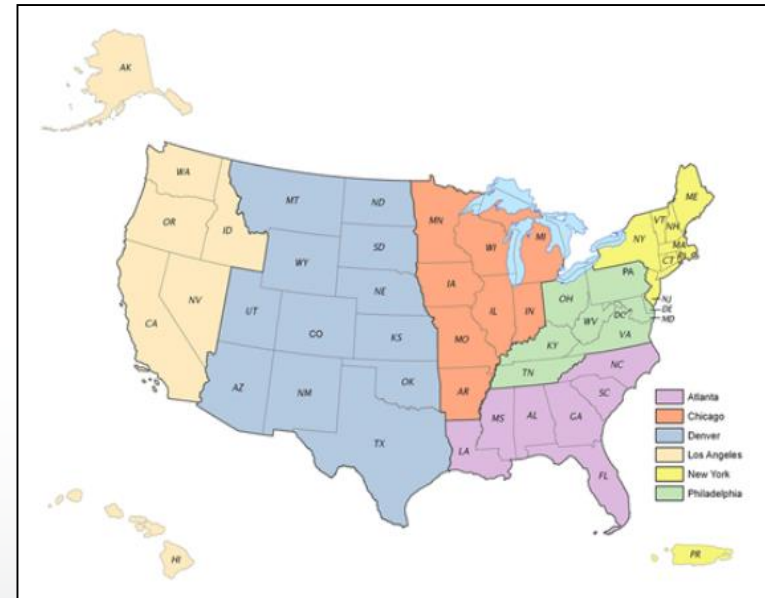 AK
WA
MT
ND
MN
ME
VT
NH
OR
ID
SD
WI
MI
NY
MA
WY
CT
IA
PA
NE
NV
OH
NJ
UT
IL
IN
DE
CO
DC
MD
CA
KS
MO
WV
VA
KY
TN
NC
AZ
NM
OK
AR
SC
Atlanta
MS
AL
GA
Chicago
TX
LA
Denver
FL
Los Angeles
New York
Philadelphia
HI
PR